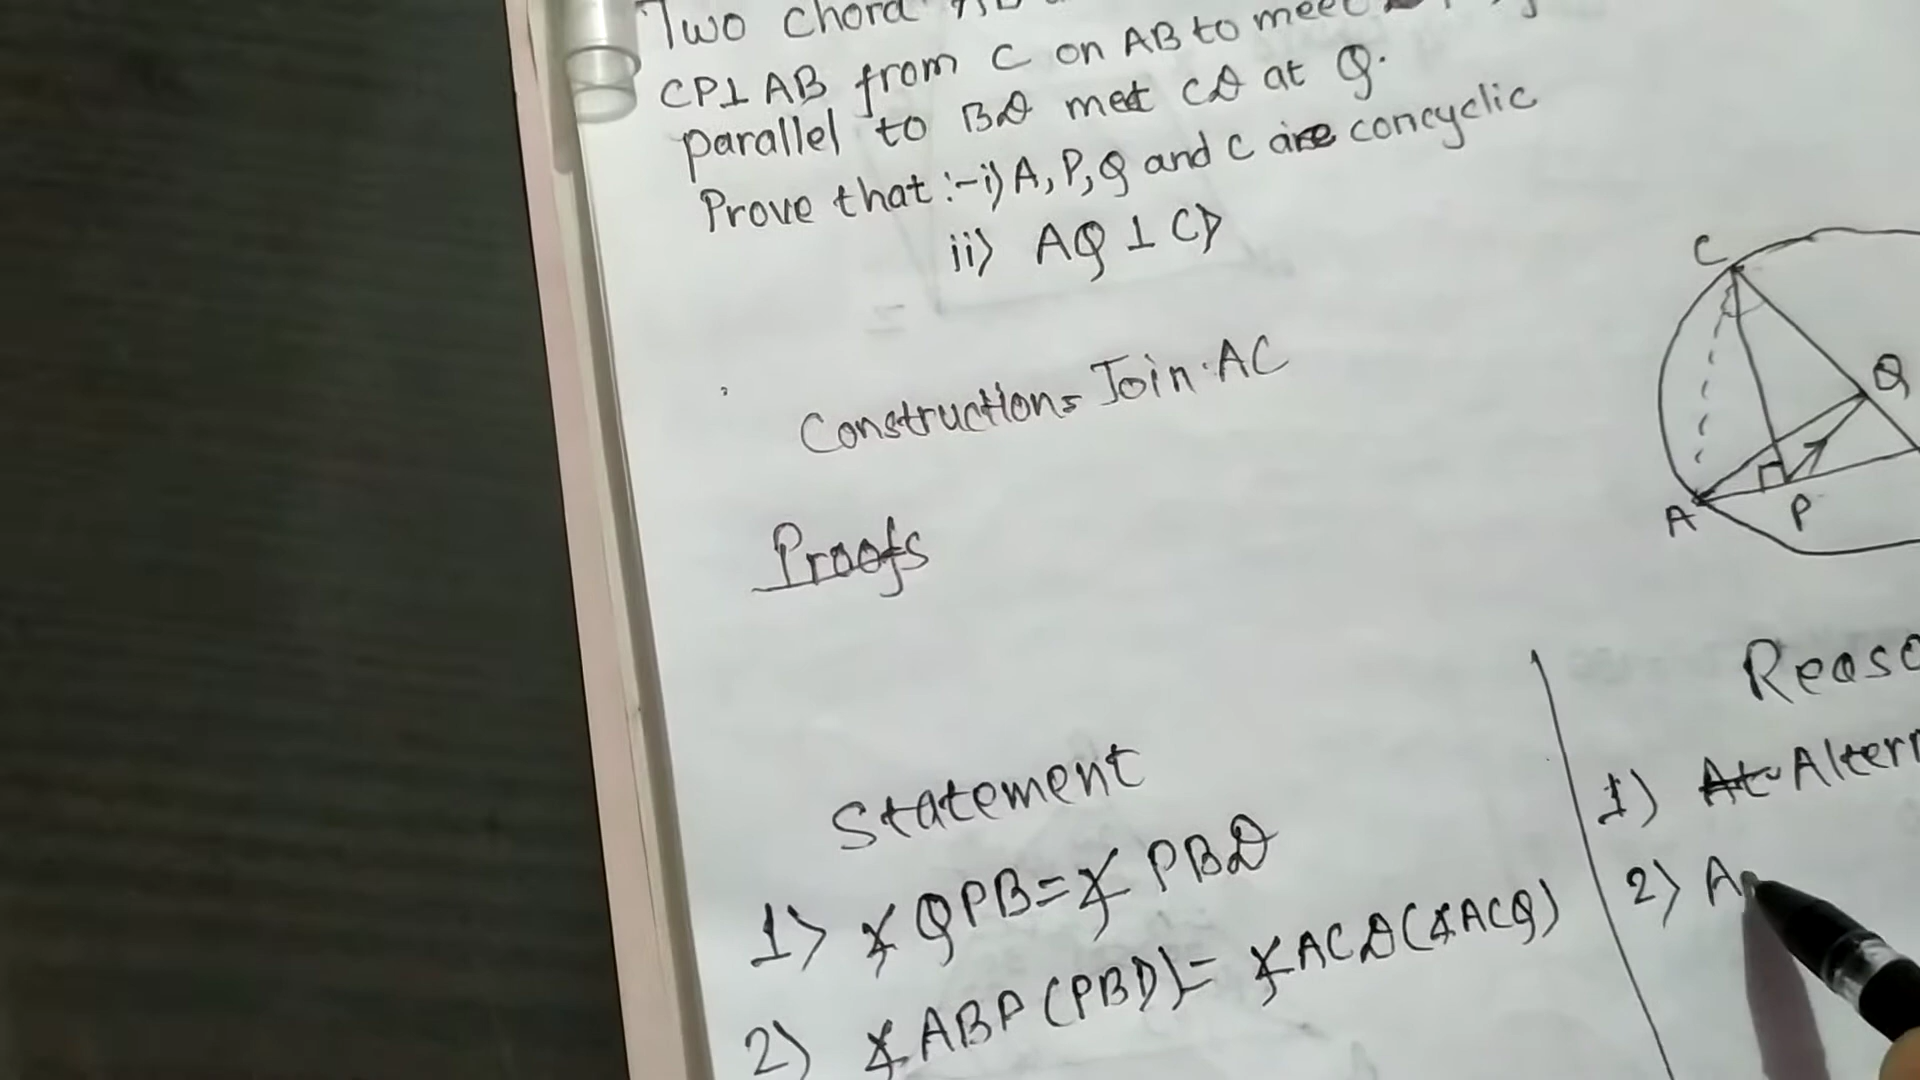 Two chord
CP⊥AB from C on AB to meet
parallel to BD meet CD at Q.
Prove that :- i) A, P, Q and C are concyclic
ii) AQ ⊥ CD
C
Q
A
P
Construction= Join AC
Proofs
Statement
Reaso
1) ∡QPB=∡PBD
1) Altern
2) ∡ABD(PBD)= ∡ACD(∡ACQ)
2) A